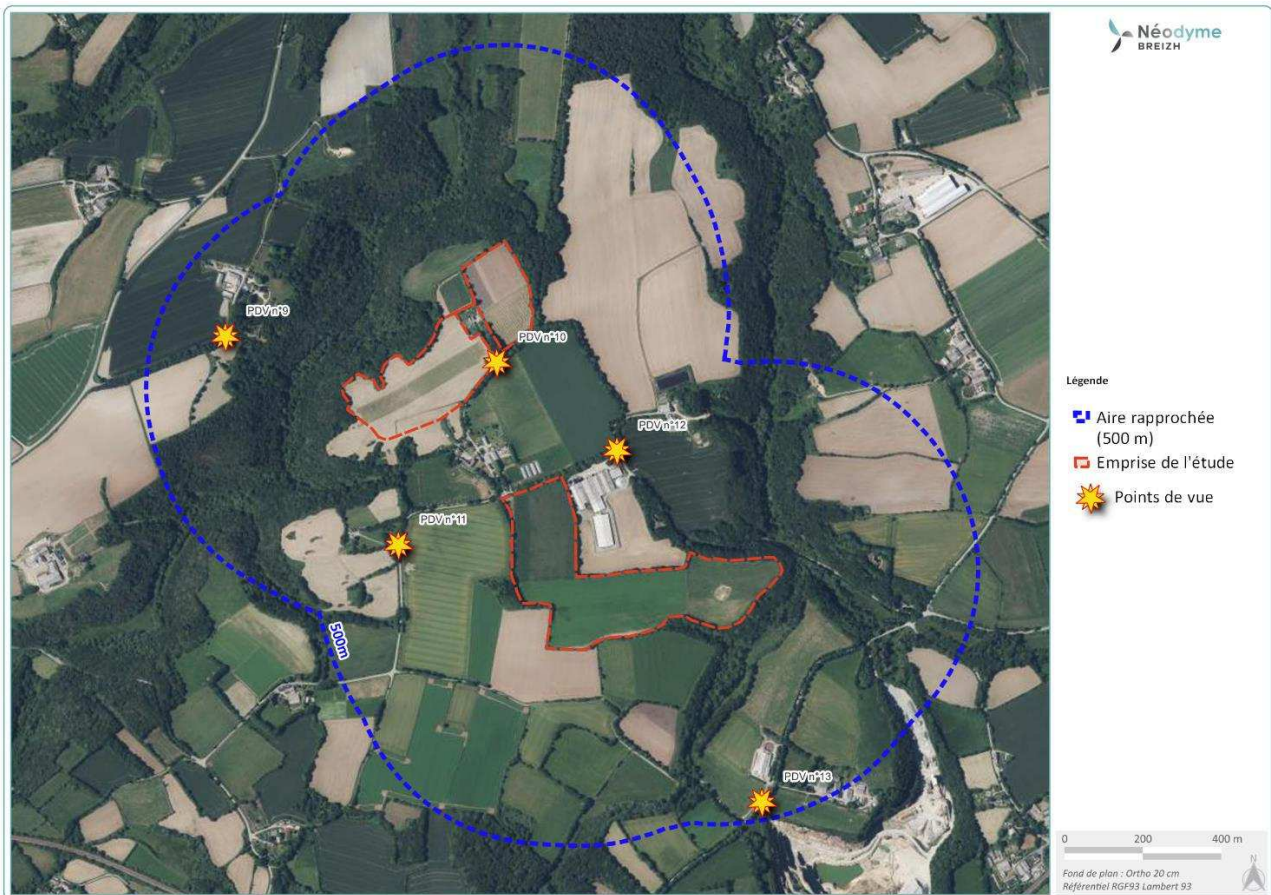 Néodyme
BREIZH
PDV n°9
PDV n°10
PDV n°12
PDV n°11
500m
PDV n°13
Légende
Aire rapprochée
(500 m)
Emprise de l'étude
Points de vue
0 200 400 m
N
Fond de plan : Ortho 20 cm
Référentiel RGF93 Lambert 93